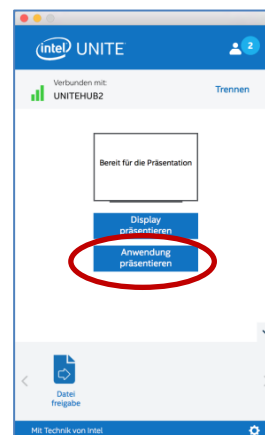 intel UNITE
2
Verbunden mit:
UNITEHUB2
Trennen
Bereit für die Präsentation
Display
präsentieren
Anwendung
präsentieren
Datei
freigabe
Mit Technik von Intel